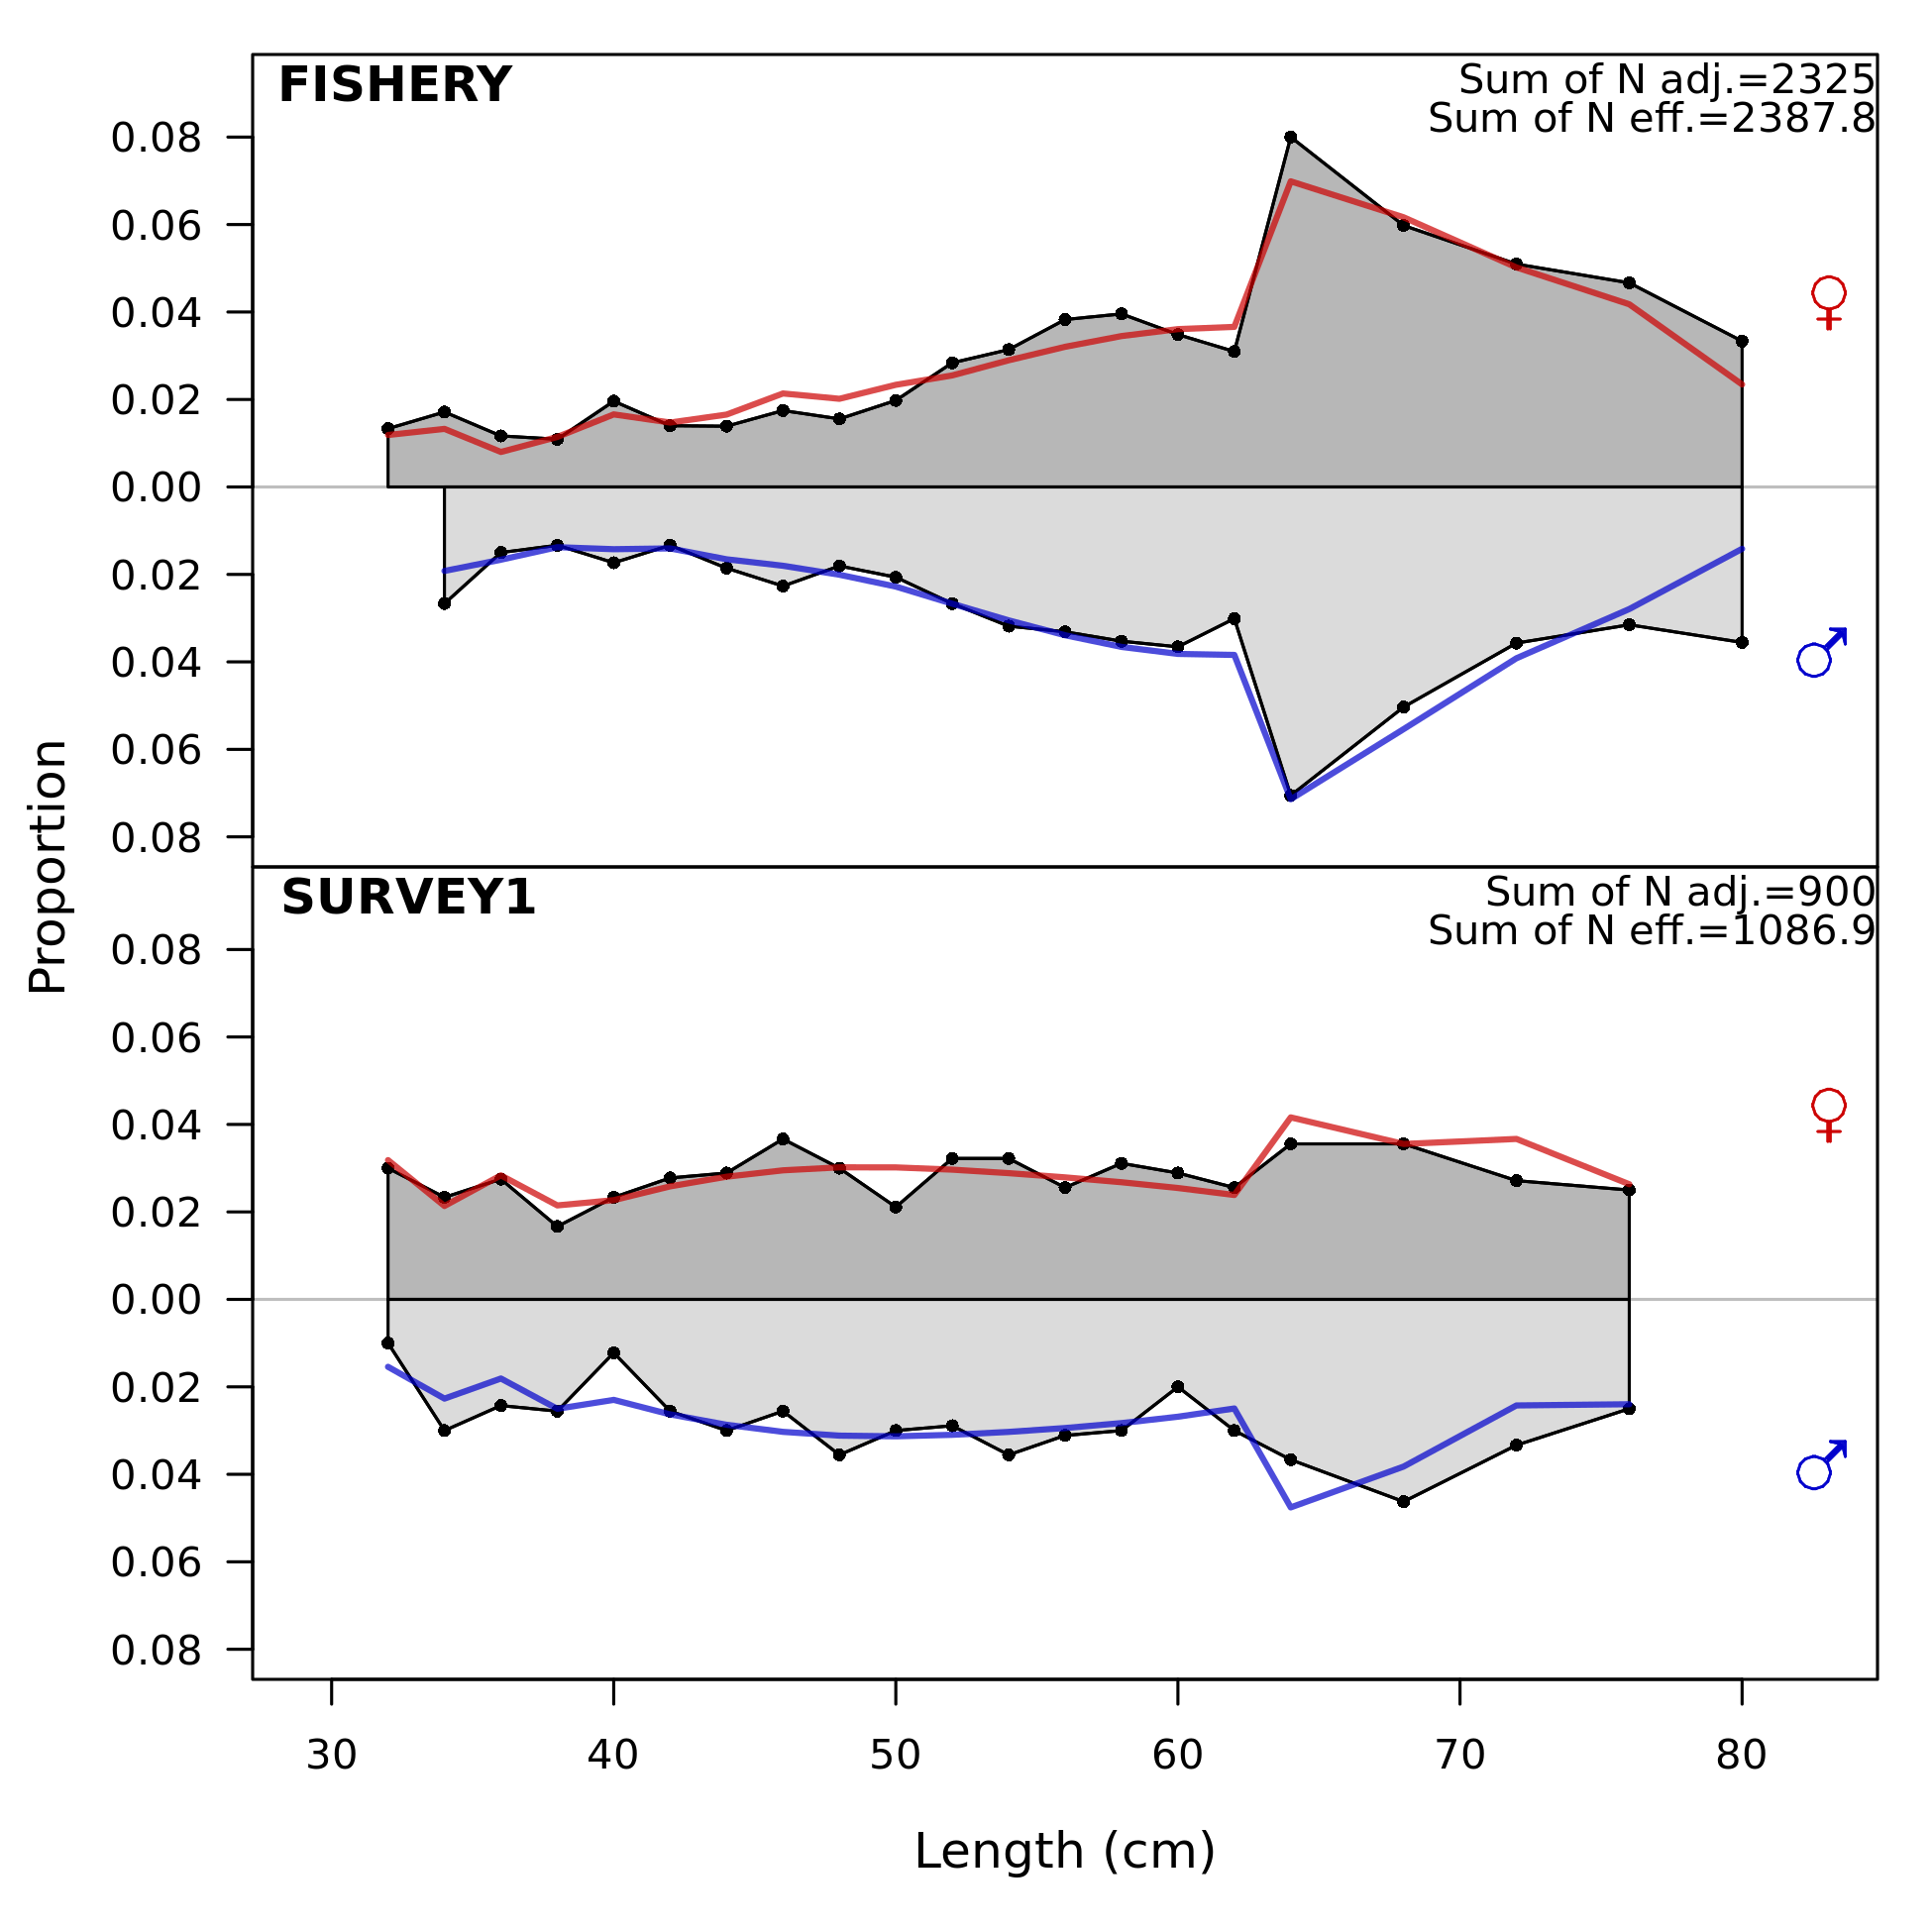 FISHERY
Sum of N adj.=2325
Sum of N eff.=2387.8
0.08
0.06
0.04
♀
0.02
0.00
0.02
0.04
♂
0.06
0.08
Proportion
SURVEY1
Sum of N adj.=900
Sum of N eff.=1086.9
0.08
0.06
0.04
♀
0.02
0.00
0.02
0.04
♂
0.06
0.08
30 40 50 60 70 80
Length (cm)